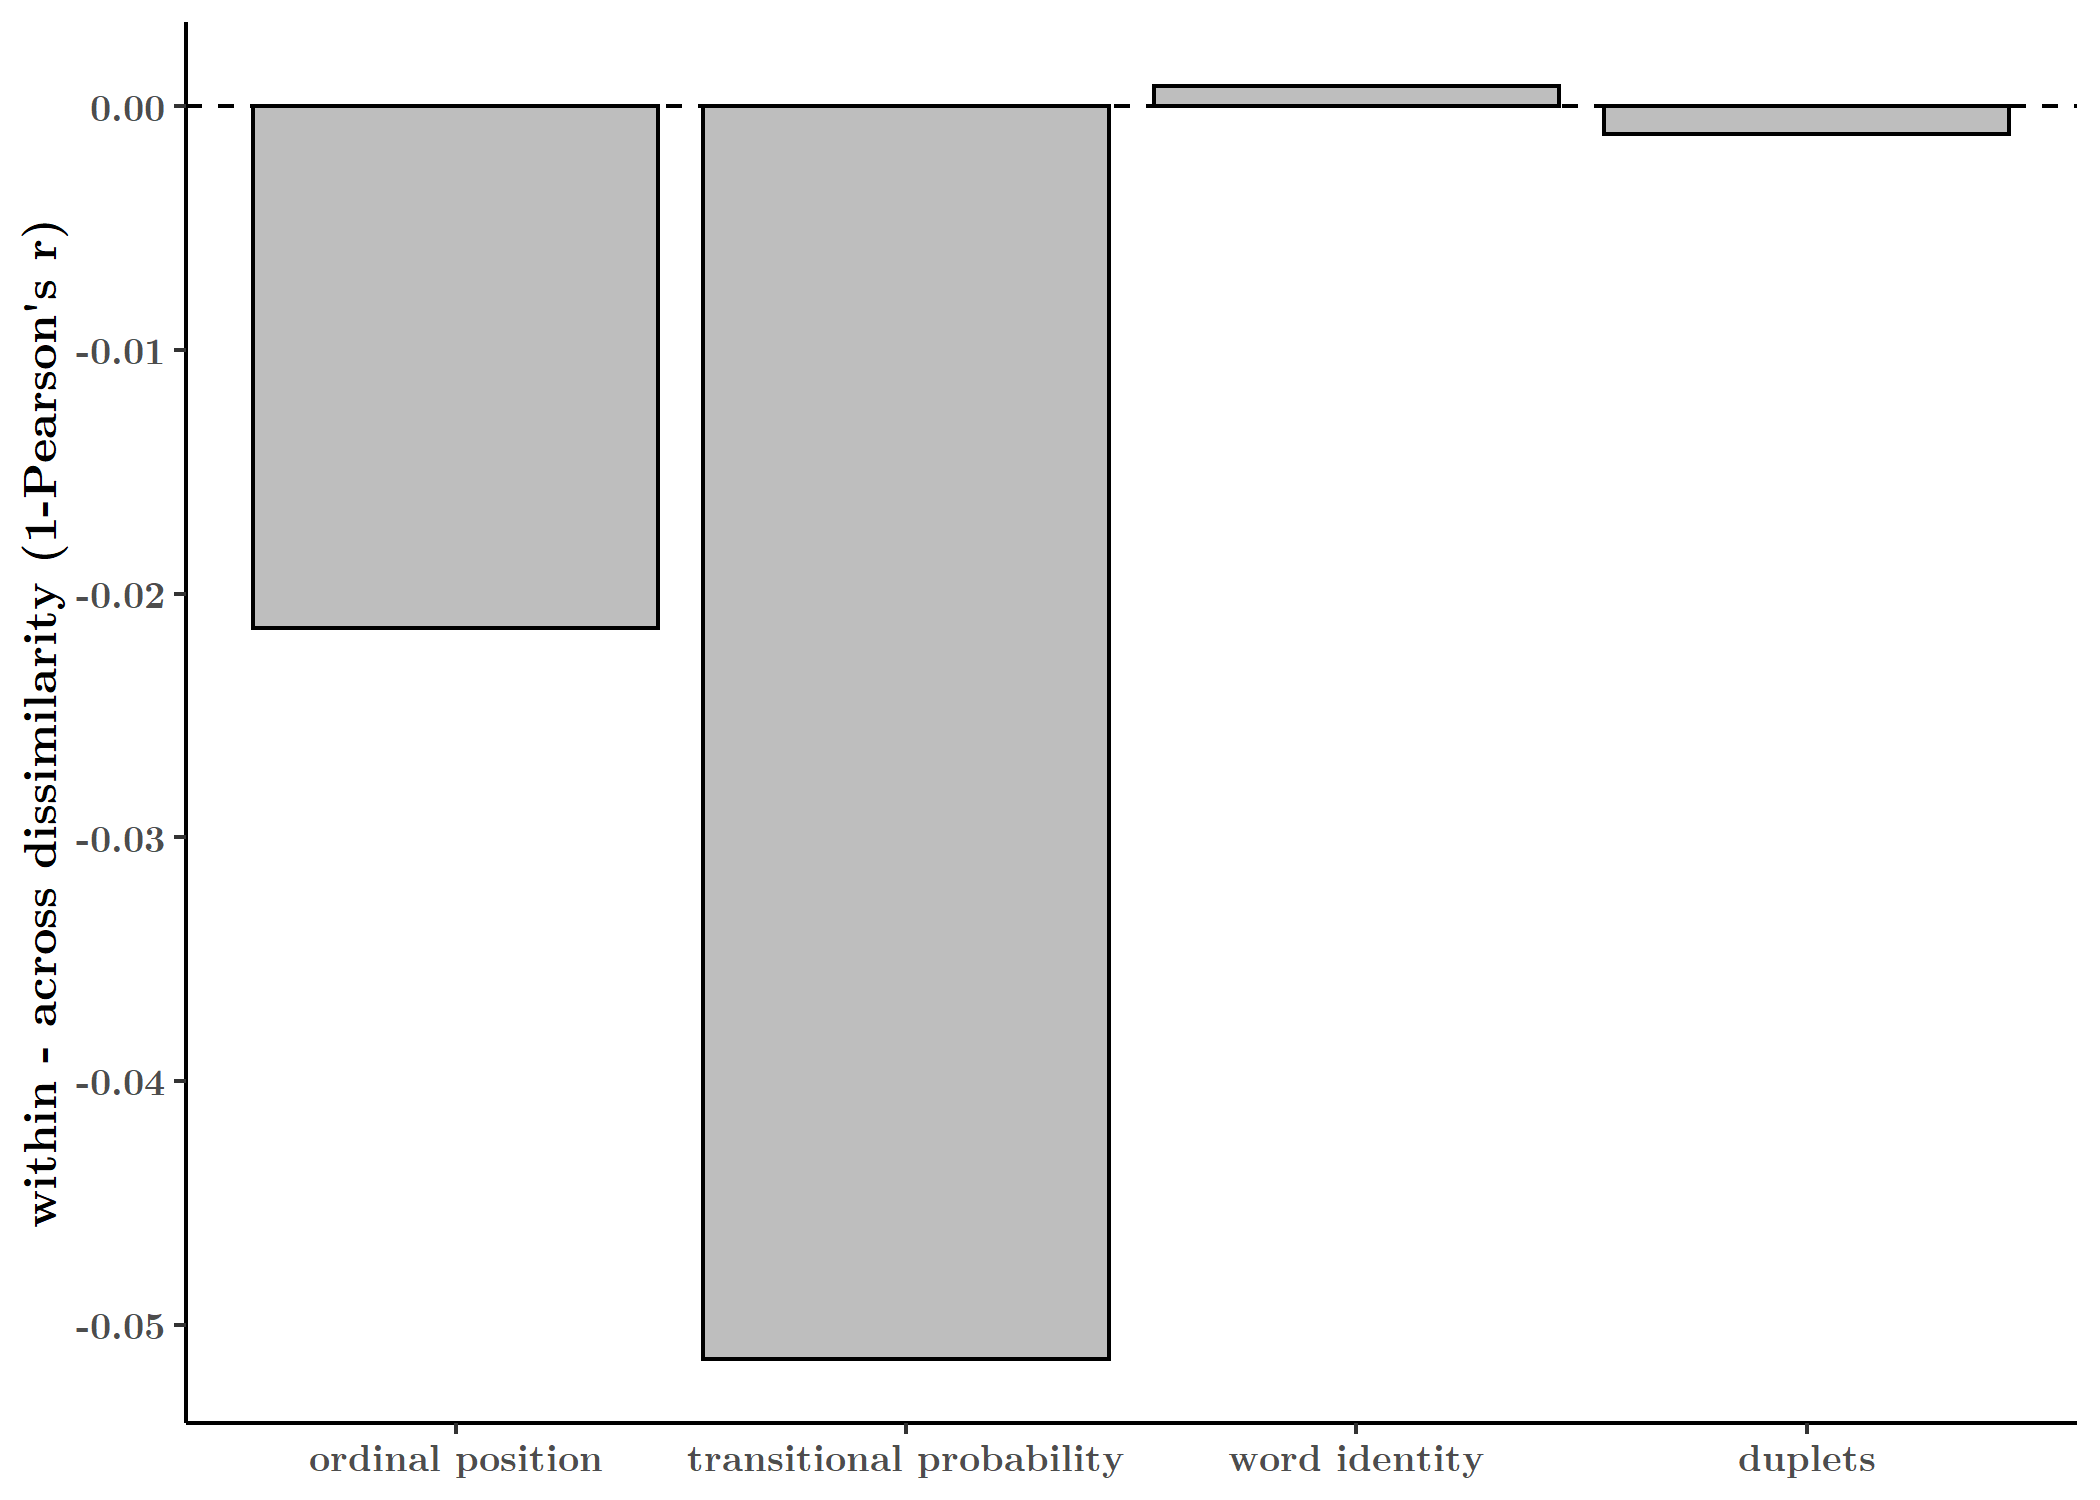 within - across dissimilarity (1-Pearson's r)
0.00
-0.01
-0.02
-0.03
-0.04
-0.05
ordinal position
transitional probability
word identity
duplets